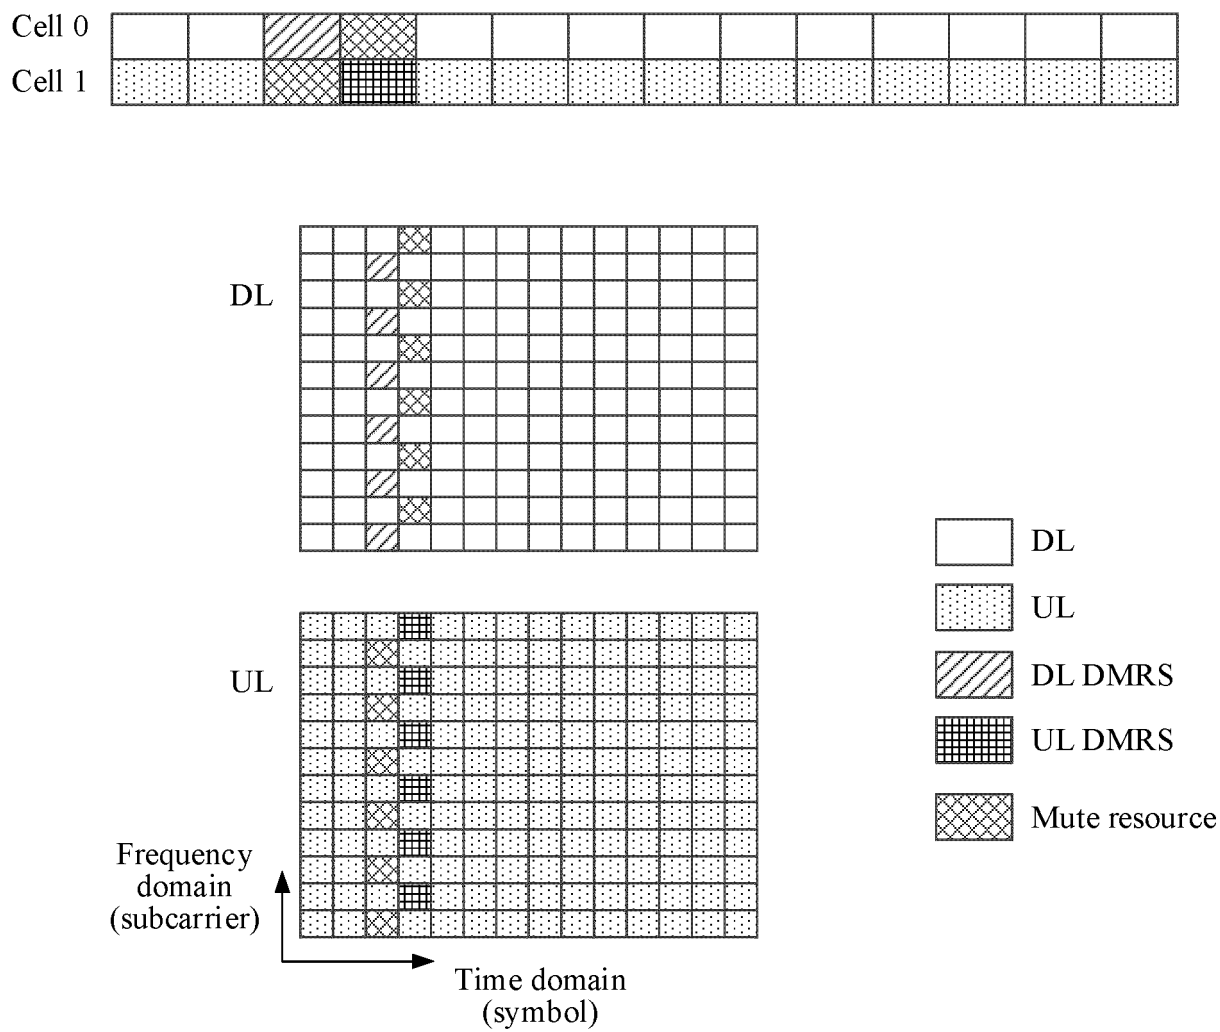 Cell 0
Cell 1
DL
UL
DL
UL
DL DMRS
UL DMRS
Mute resource
Frequency
domain
(subcarrier)
Time domain
(symbol)